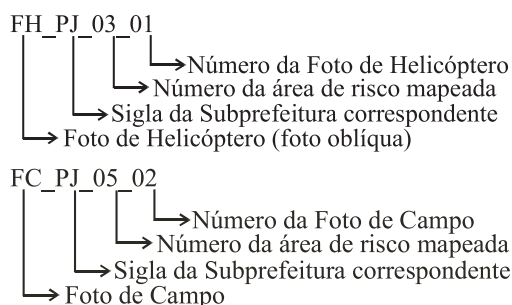 FH_PJ_03_01
Número da Foto de Helicóptero
Número da área de risco mapeada
Sigla da Subprefeitura correspondente
Foto de Helicóptero (foto oblíqua)
FC_PJ_05_02
Número da Foto de Campo
Número da área de risco mapeada
Sigla da Subprefeitura correspondente
Foto de Campo